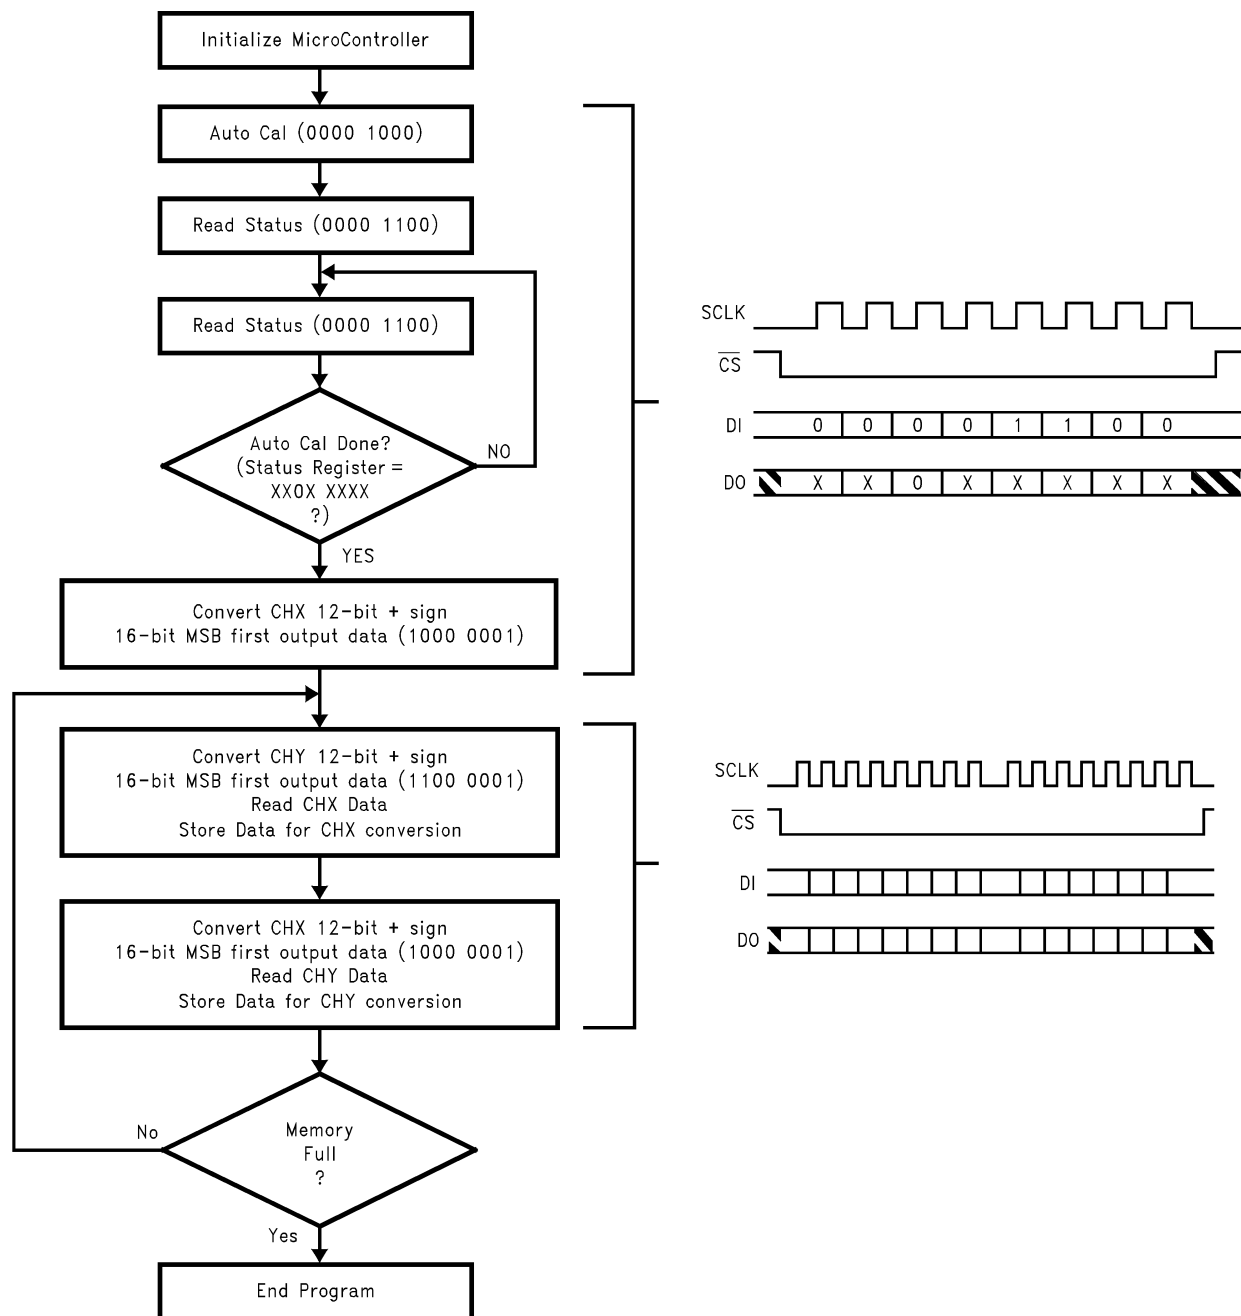 Initialize MicroController
Auto Cal (0000 1000)
Read Status (0000 1100)
Read Status (0000 1100)
Auto Cal Done?
(Status Register =
XX0X XXXX
?)
NO
YES
Convert CHX 12-bit + sign
16-bit MSB first output data (1000 0001)
Convert CHY 12-bit + sign
16-bit MSB first output data (1100 0001)
Read CHX Data
Store Data for CHX conversion
Convert CHX 12-bit + sign
16-bit MSB first output data (1000 0001)
Read CHY Data
Store Data for CHY conversion
No
Memory
Full
?
Yes
End Program
SCLK
CS
DI 0 0 0 0 1 1 0 0
DO X X 0 X X X X X
SCLK
CS
DI
DO